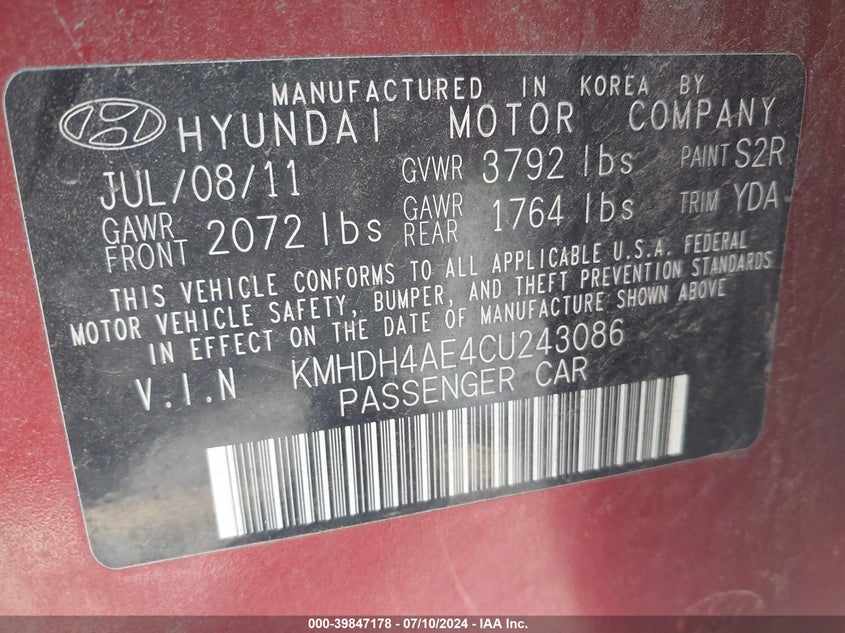 MANUFACTURED IN KOREA BY
HYUNDAI MOTOR COMPANY
JUL/08/11 GVWR 3792 lbs PAINT S2R
GAWR FRONT 2072 lbs GAWR REAR 1764 lbs TRIM YDA
THIS VEHICLE CONFORMS TO ALL APPLICABLE U.S.A. FEDERAL
MOTOR VEHICLE SAFETY, BUMPER, AND THEFT PREVENTION STANDARDS
IN EFFECT ON THE DATE OF MANUFACTURE SHOWN ABOVE
V.I.N KMHDH4AE4CU243086
PASSENGER CAR
000-39847178 - 07/10/2024 - IAA Inc.